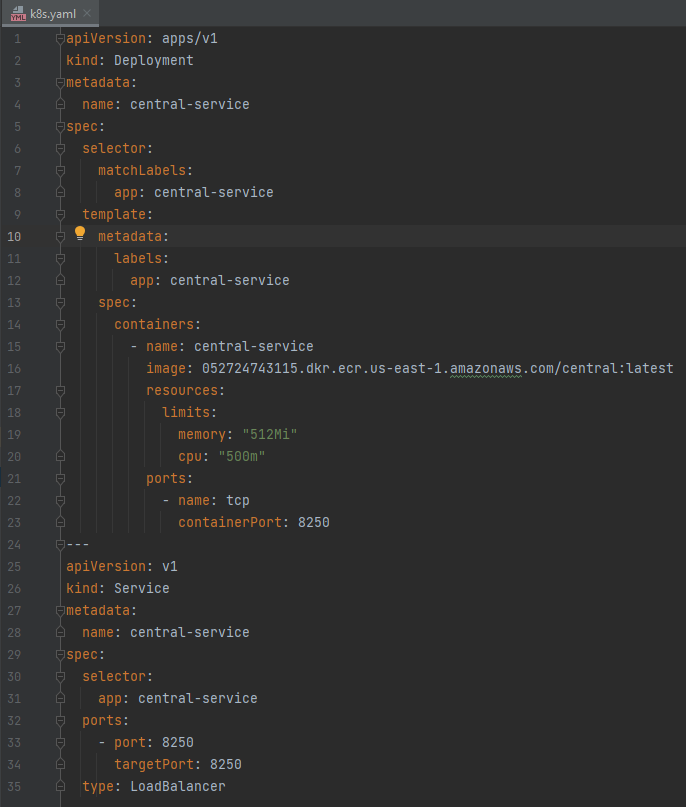 k8s.yaml
1 apiVersion: apps/v1
2 kind: Deployment
3 metadata:
4   name: central-service
5 spec:
6   selector:
7     matchLabels:
8       app: central-service
9   template:
10     metadata:
11       labels:
12         app: central-service
13     spec:
14       containers:
15         - name: central-service
16           image: 052724743115.dkr.ecr.us-east-1.amazonaws.com/central:latest
17           resources:
18             limits:
19               memory: "512Mi"
20               cpu: "500m"
21           ports:
22             - name: tcp
23               containerPort: 8250
24 ---
25 apiVersion: v1
26 kind: Service
27 metadata:
28   name: central-service
29 spec:
30   selector:
31     app: central-service
32   ports:
33     - port: 8250
34       targetPort: 8250
35   type: LoadBalancer